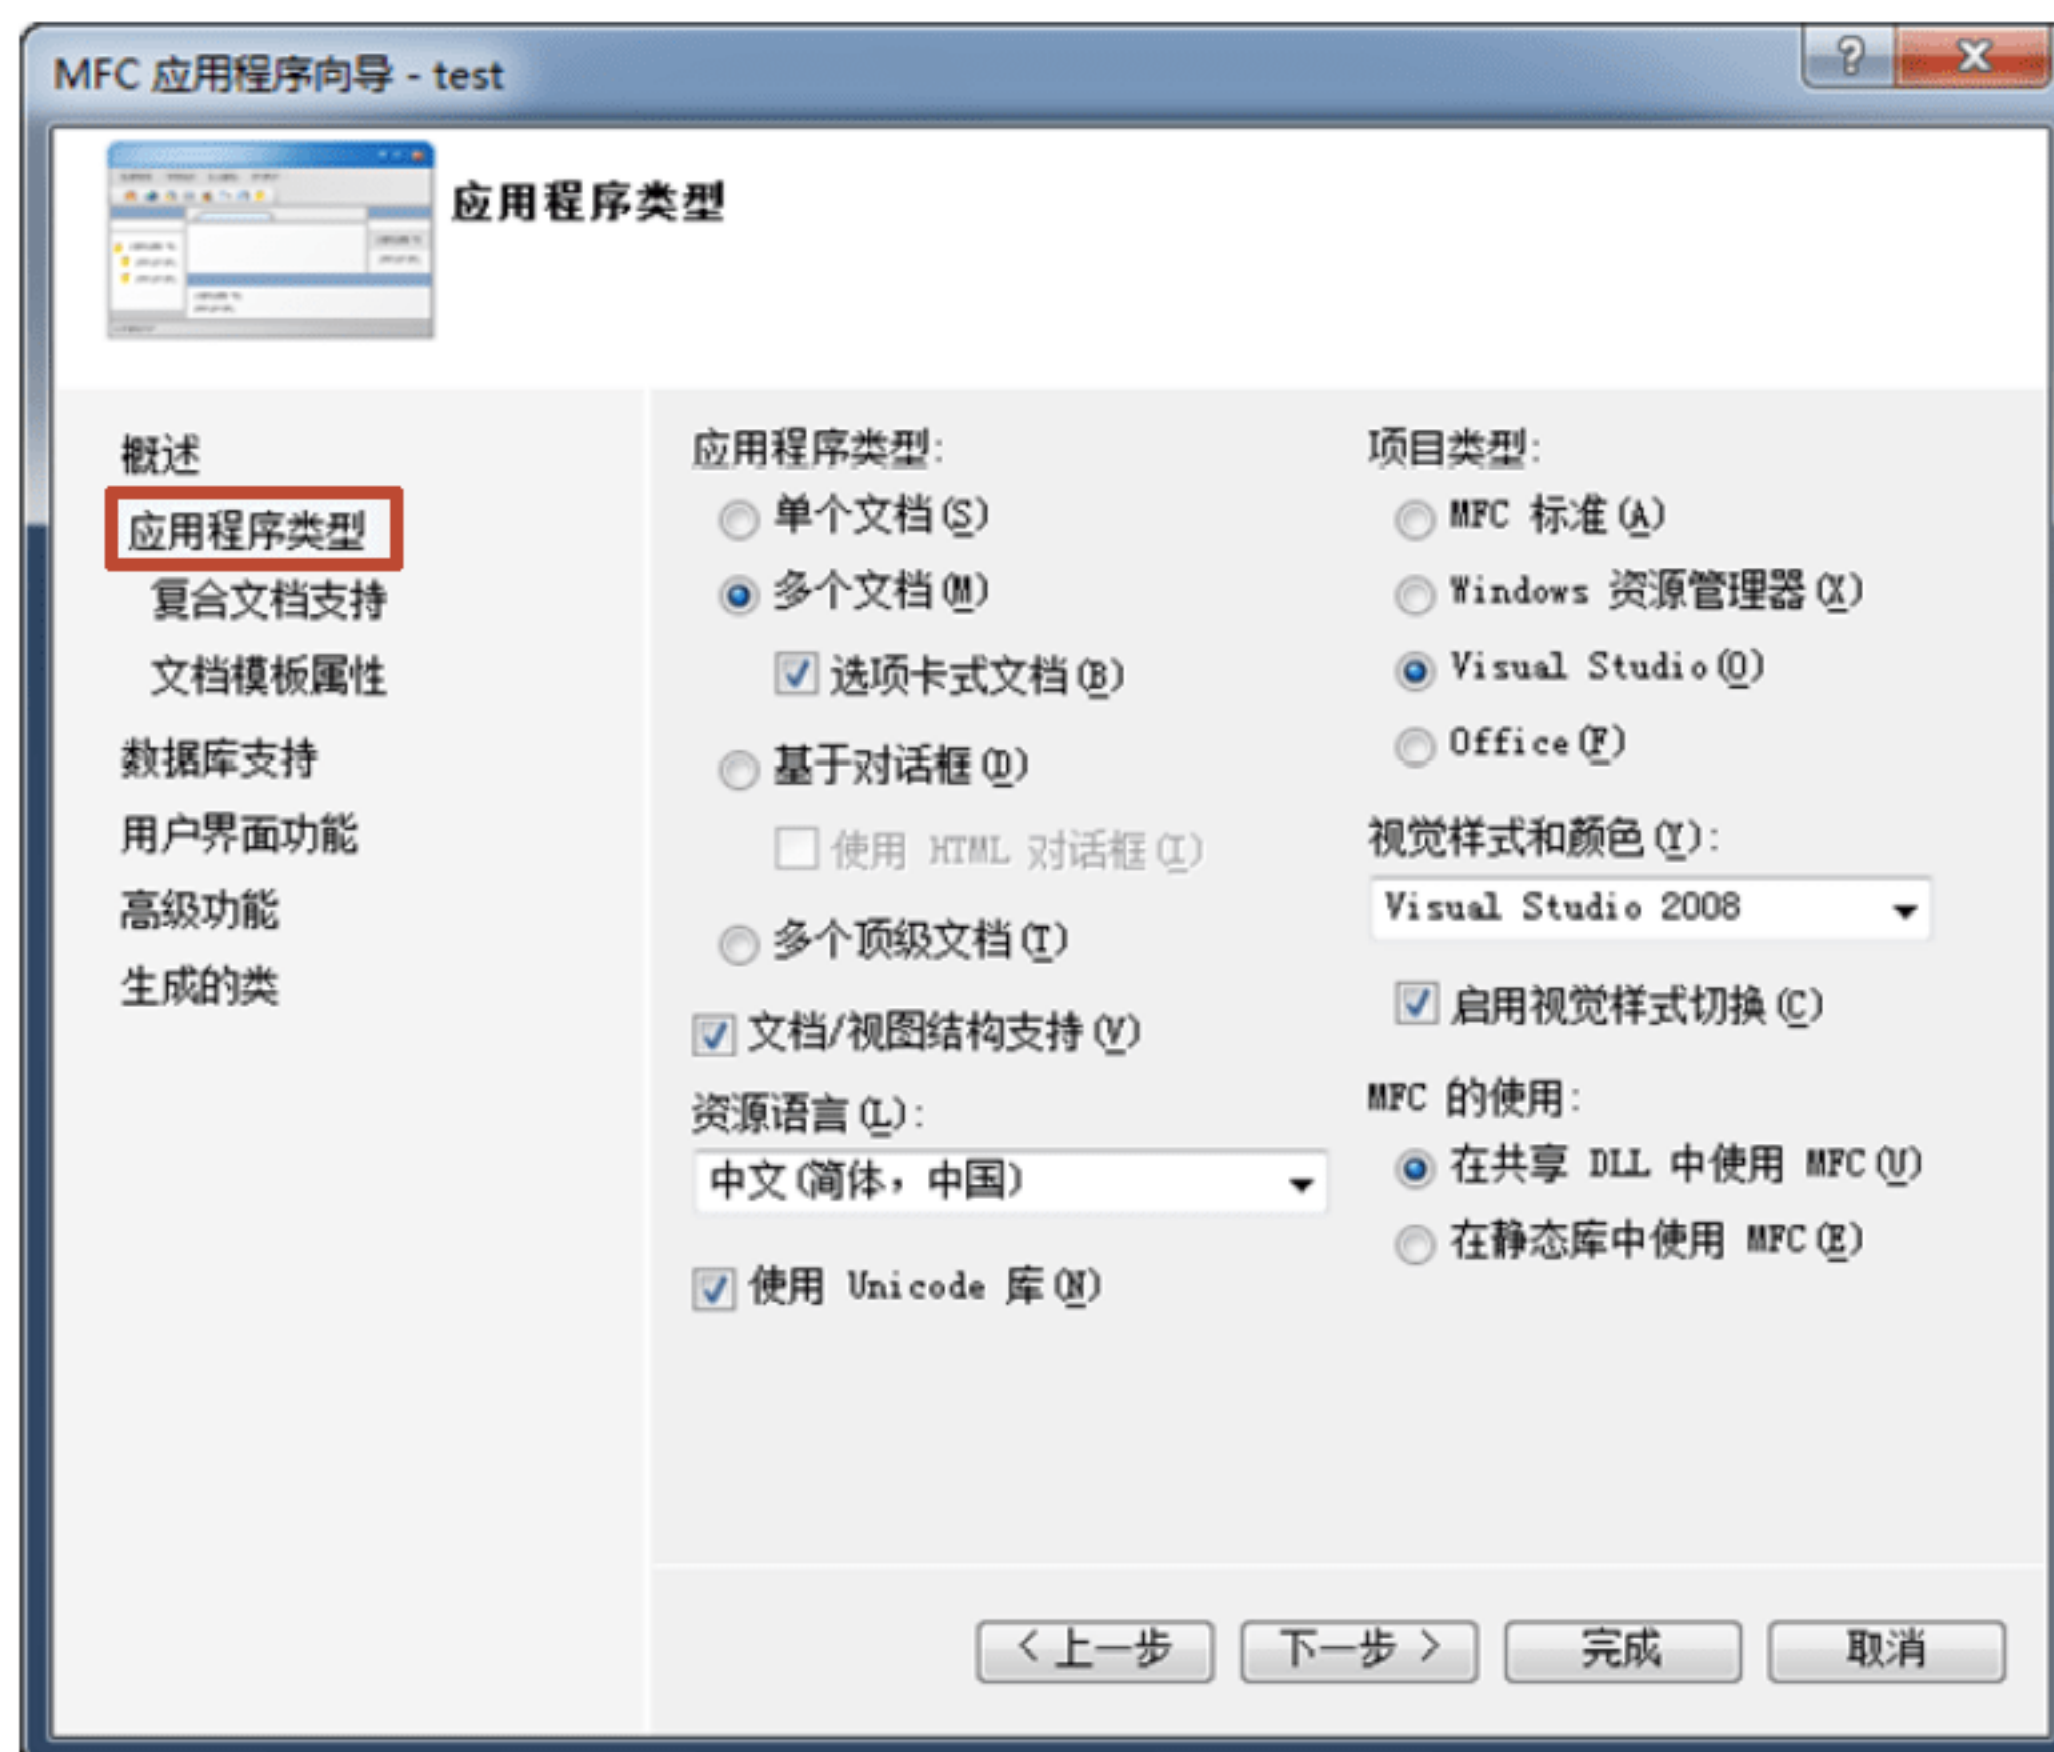 MFC 应用程序向导 - test
应用程序类型
概述
应用程序类型
复合文档支持
文档模板属性
数据库支持
用户界面功能
高级功能
生成的类
应用程序类型:
单个文档(S)
多个文档(M)
选项卡式文档(B)
基于对话框(D)
使用 HTML 对话框(I)
多个顶级文档(T)
文档/视图结构支持(V)
资源语言(L):
中文(简体，中国)
使用 Unicode 库(N)
项目类型:
MFC 标准(A)
Windows 资源管理器(X)
Visual Studio(O)
Office(F)
视觉样式和颜色(Y):
Visual Studio 2008
启用视觉样式切换(C)
MFC 的使用:
在共享 DLL 中使用 MFC(U)
在静态库中使用 MFC(E)
< 上一步
下一步 >
完成
取消